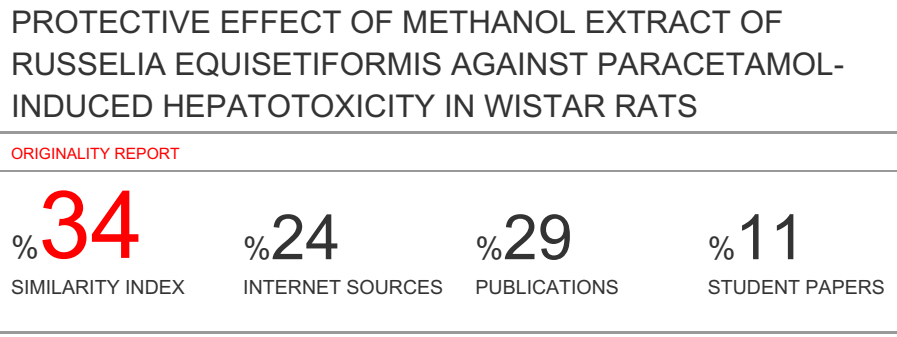 PROTECTIVE EFFECT OF METHANOL EXTRACT OF
RUSSELIA EQUISETIFORMIS AGAINST PARACETAMOL-
INDUCED HEPATOTOXICITY IN WISTAR RATS
ORIGINALITY REPORT
%34
SIMILARITY INDEX
%24
INTERNET SOURCES
%29
PUBLICATIONS
%11
STUDENT PAPERS